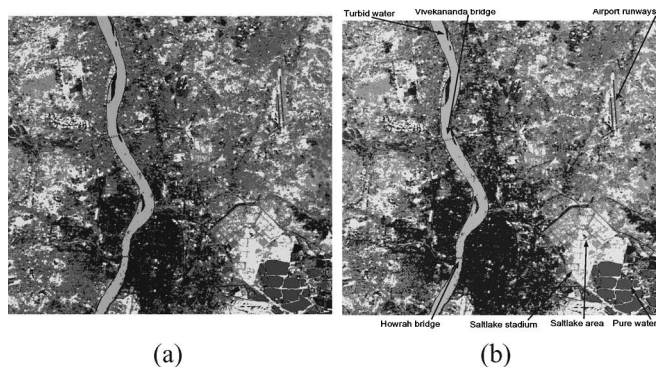 Turbid water Vivekananda bridge Airport runways
Howrah bridge Saltlake stadium Saltlake area Pure water
(a) (b)